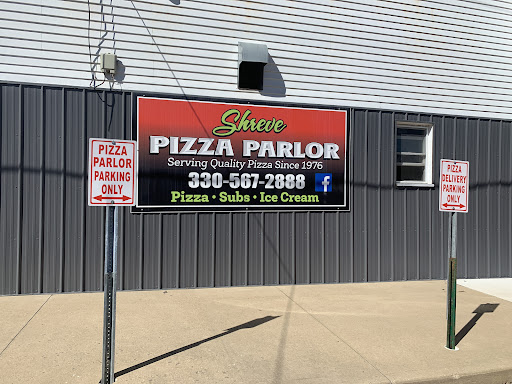 Shreve
PIZZA PARLOR
Serving Quality Pizza Since 1976
330-567-2888 f
Pizza • Subs • Ice Cream
PIZZA
PARLOR
PARKING
ONLY
PIZZA
DELIVERY
PARKING
ONLY